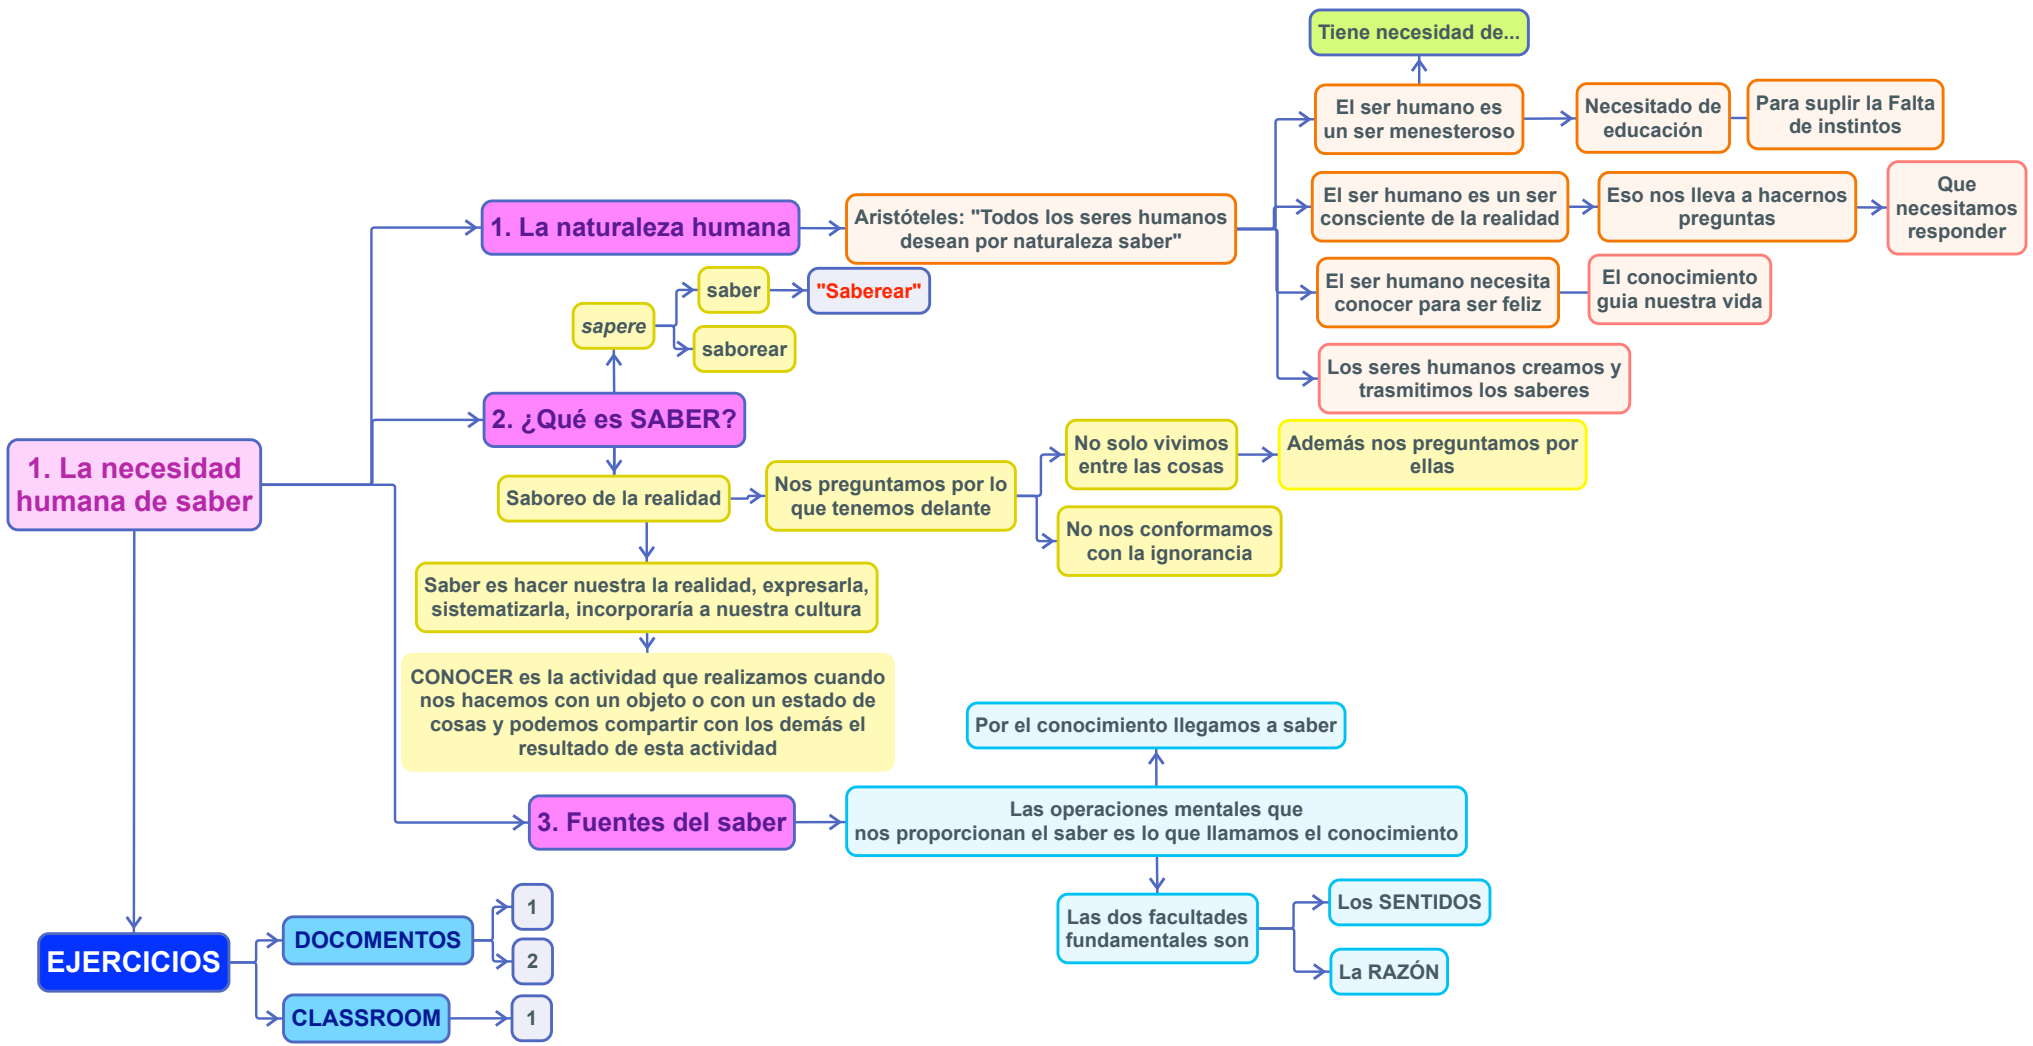 Tiene necesidad de...
El ser humano es
un ser menesteroso
Necesitado de
educación
Para suplir la Falta
de instintos
El ser humano es un ser
consciente de la realidad
Eso nos lleva a hacernos
preguntas
Que
necesitamos
responder
1. La naturaleza humana
Aristóteles: "Todos los seres humanos
desean por naturaleza saber"
El ser humano necesita
conocer para ser feliz
El conocimiento
guia nuestra vida
Los seres humanos creamos y
trasmitimos los saberes
saber
"Saberear"
sapere
saborear
2. ¿Qué es SABER?
No solo vivimos
entre las cosas
Además nos preguntamos por
ellas
1. La necesidad
humana de saber
Saboreo de la realidad
Nos preguntamos por lo
que tenemos delante
No nos conformamos
con la ignorancia
Saber es hacer nuestra la realidad, expresarla,
sistematizarla, incorporaría a nuestra cultura
CONOCER es la actividad que realizamos cuando
nos hacemos con un objeto o con un estado de
cosas y podemos compartir con los demás el
resultado de esta actividad
Por el conocimiento llegamos a saber
3. Fuentes del saber
Las operaciones mentales que
nos proporcionan el saber es lo que llamamos el conocimiento
Las dos facultades
fundamentales son
Los SENTIDOS
La RAZÓN
EJERCICIOS
DOCOMENTOS
1
2
CLASSROOM
1